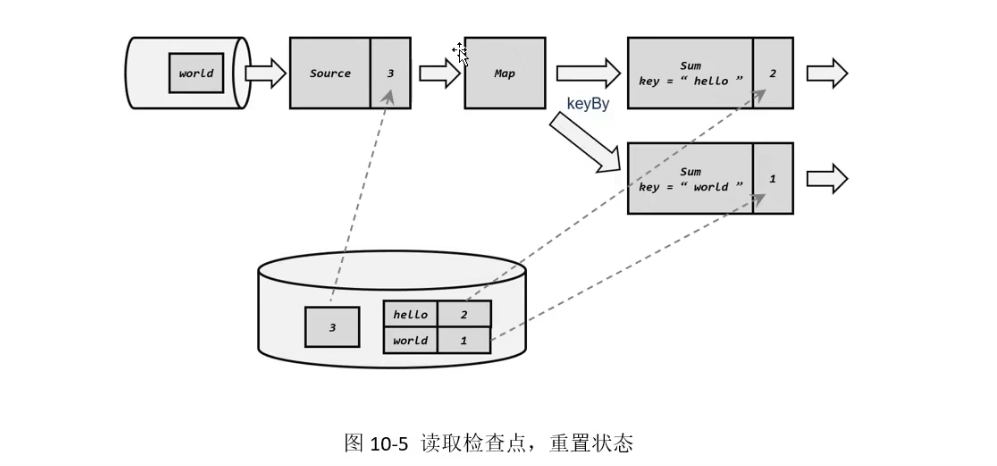 world
Source
3
Map
Sum
key = “ hello ”
2
keyBy
Sum
key = “ world ”
1
3
hello
2
world
1
图 10-5 读取检查点，重置状态